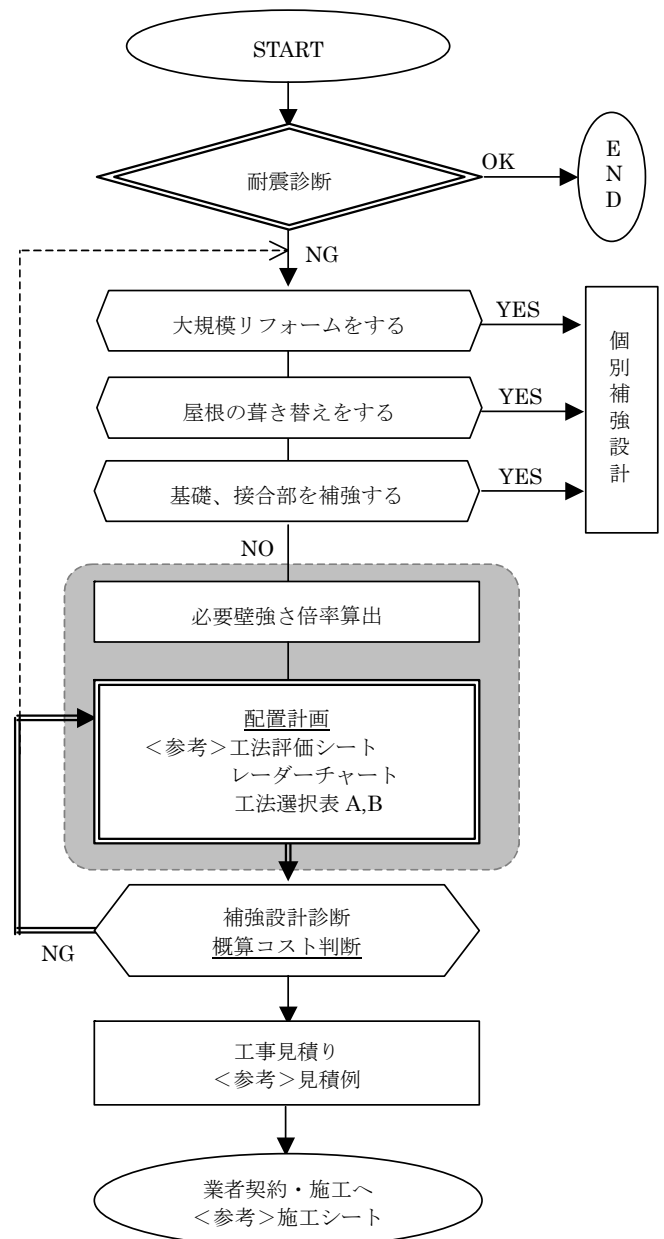 START
耐震診断
OK
END
NG
大規模リフォームをする
YES
屋根の葺き替えをする
YES
基礎、接合部を補強する
YES
個別補強設計
NO
必要壁強さ倍率算出
配置計画
＜参考＞工法評価シート
レーダーチャート
工法選択表 A,B
補強設計診断
概算コスト判断
NG
工事見積り
＜参考＞見積例
業者契約・施工へ
＜参考＞施工シート